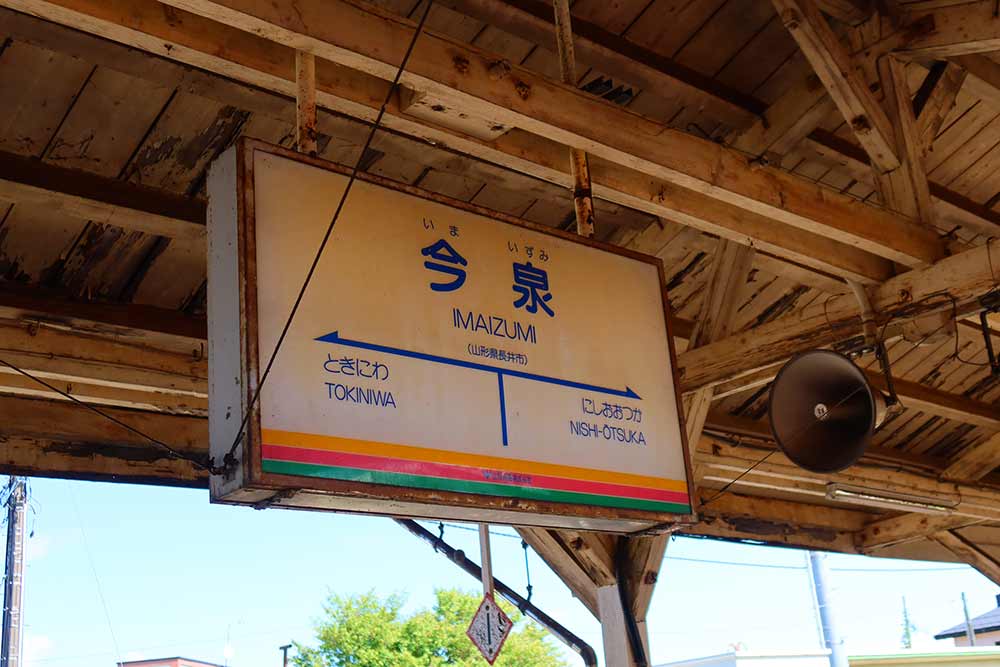 いま いずみ
今 泉
IMAIZUMI
(山形県長井市)
ときにわ
TOKINIWA
にしおおつか
NISHI-ŌTSUKA